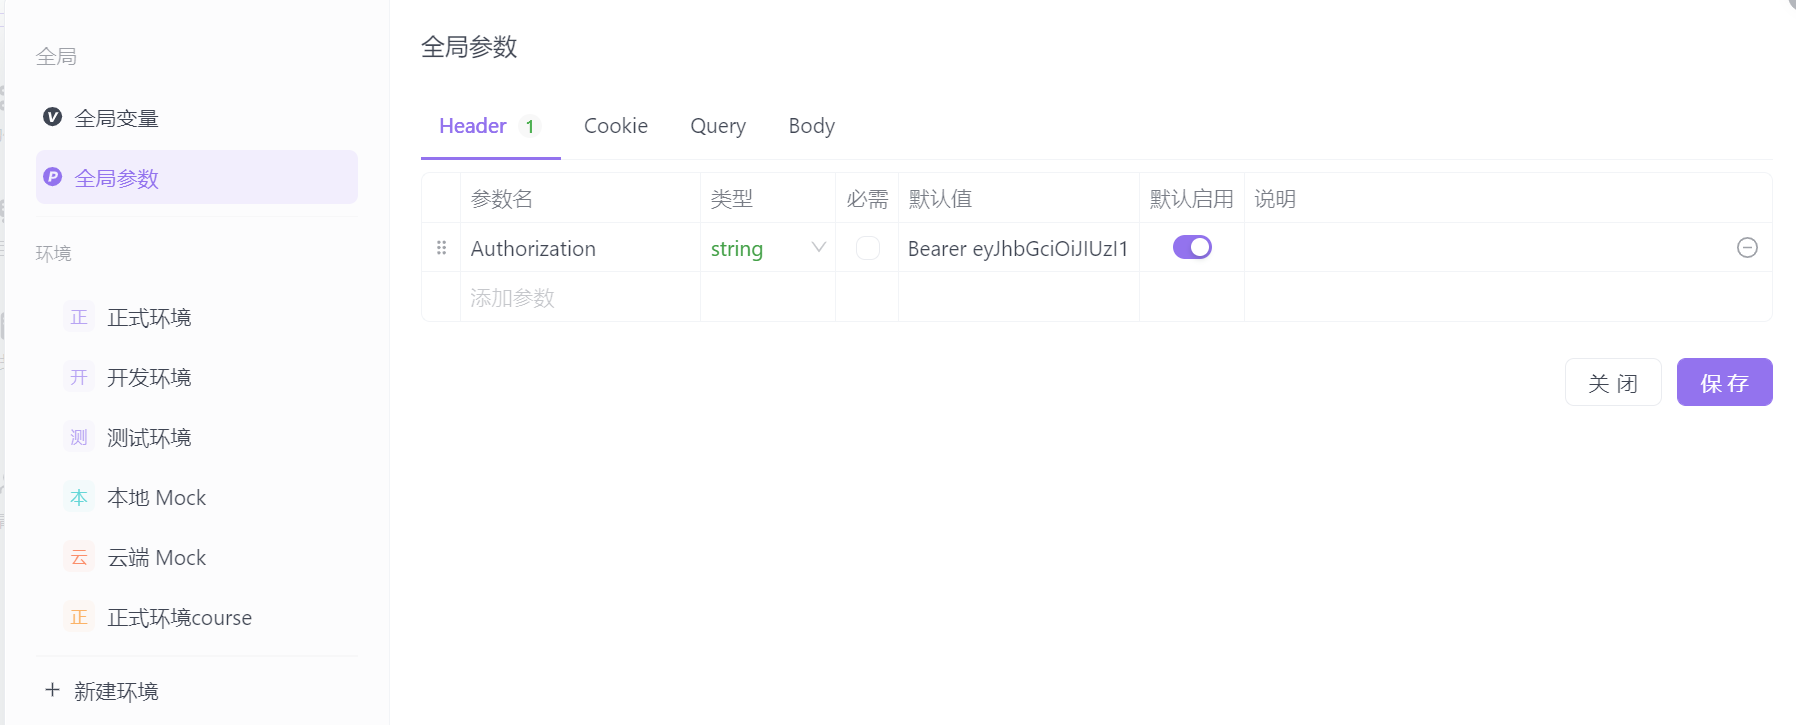 全局
全局变量
全局参数
环境
正 正式环境
开 开发环境
测 测试环境
本 本地 Mock
云 云端 Mock
正 正式环境course
+ 新建环境
全局参数
Header 1 Cookie Query Body
参数名 类型 必需 默认值 默认启用 说明
Authorization string Bearer eyJhbGciOiJIUzI1
添加参数
关 闭 保 存